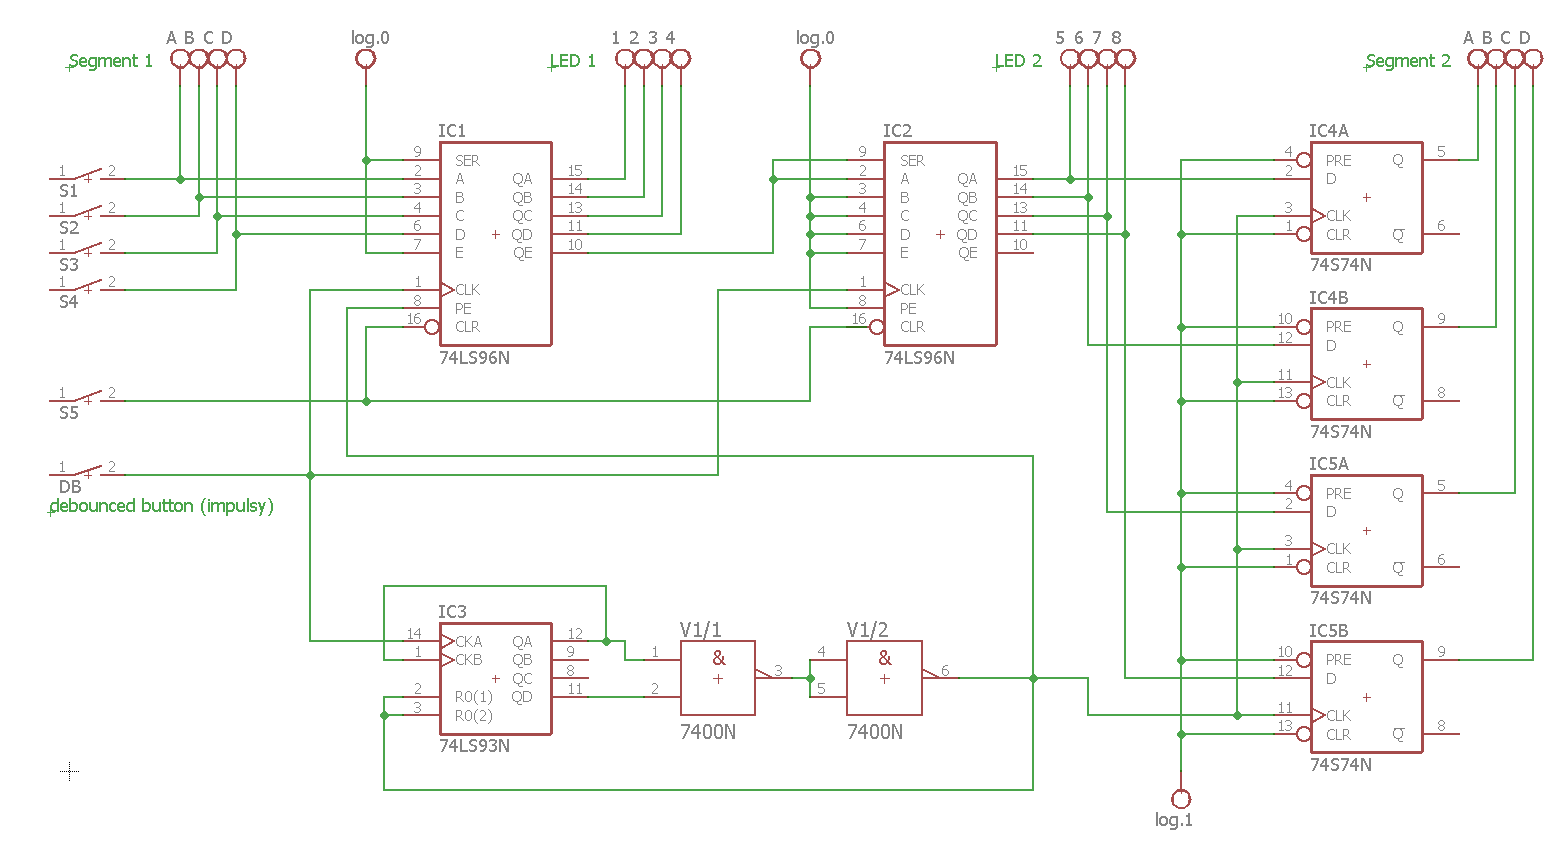 A B C D
log.0
1 2 3 4
log.0
5 6 7 8
A B C D
Segment 1
LED 1
LED 2
Segment 2
S1
1 2
S2
1 2
S3
1 2
S4
1 2
S5
1 2
DB
1 2
debounced button (impulsy)
IC1
9 SER
2 A QA 15
3 B QB 14
4 C QC 13
6 D QD 11
7 E QE 10
1 CLK
8 PE
16 CLR
74LS96N
IC2
9 SER
2 A QA 15
3 B QB 14
4 C QC 13
6 D QD 11
7 E QE 10
1 CLK
8 PE
16 CLR
74LS96N
IC3
14 CKA QA 12
1 CKB QB 9
QC 8
2 R0(1) QD 11
3 R0(2)
74LS93N
V1/1
&
1
2
3
7400N
V1/2
&
4
5
6
7400N
IC4A
4 PRE Q 5
2 D
3 CLK
1 CLR Q 6
74S74N
IC4B
10 PRE Q 9
12 D
11 CLK
13 CLR Q 8
74S74N
IC5A
4 PRE Q 5
2 D
3 CLK
1 CLR Q 6
74S74N
IC5B
10 PRE Q 9
12 D
11 CLK
13 CLR Q 8
74S74N
log.1